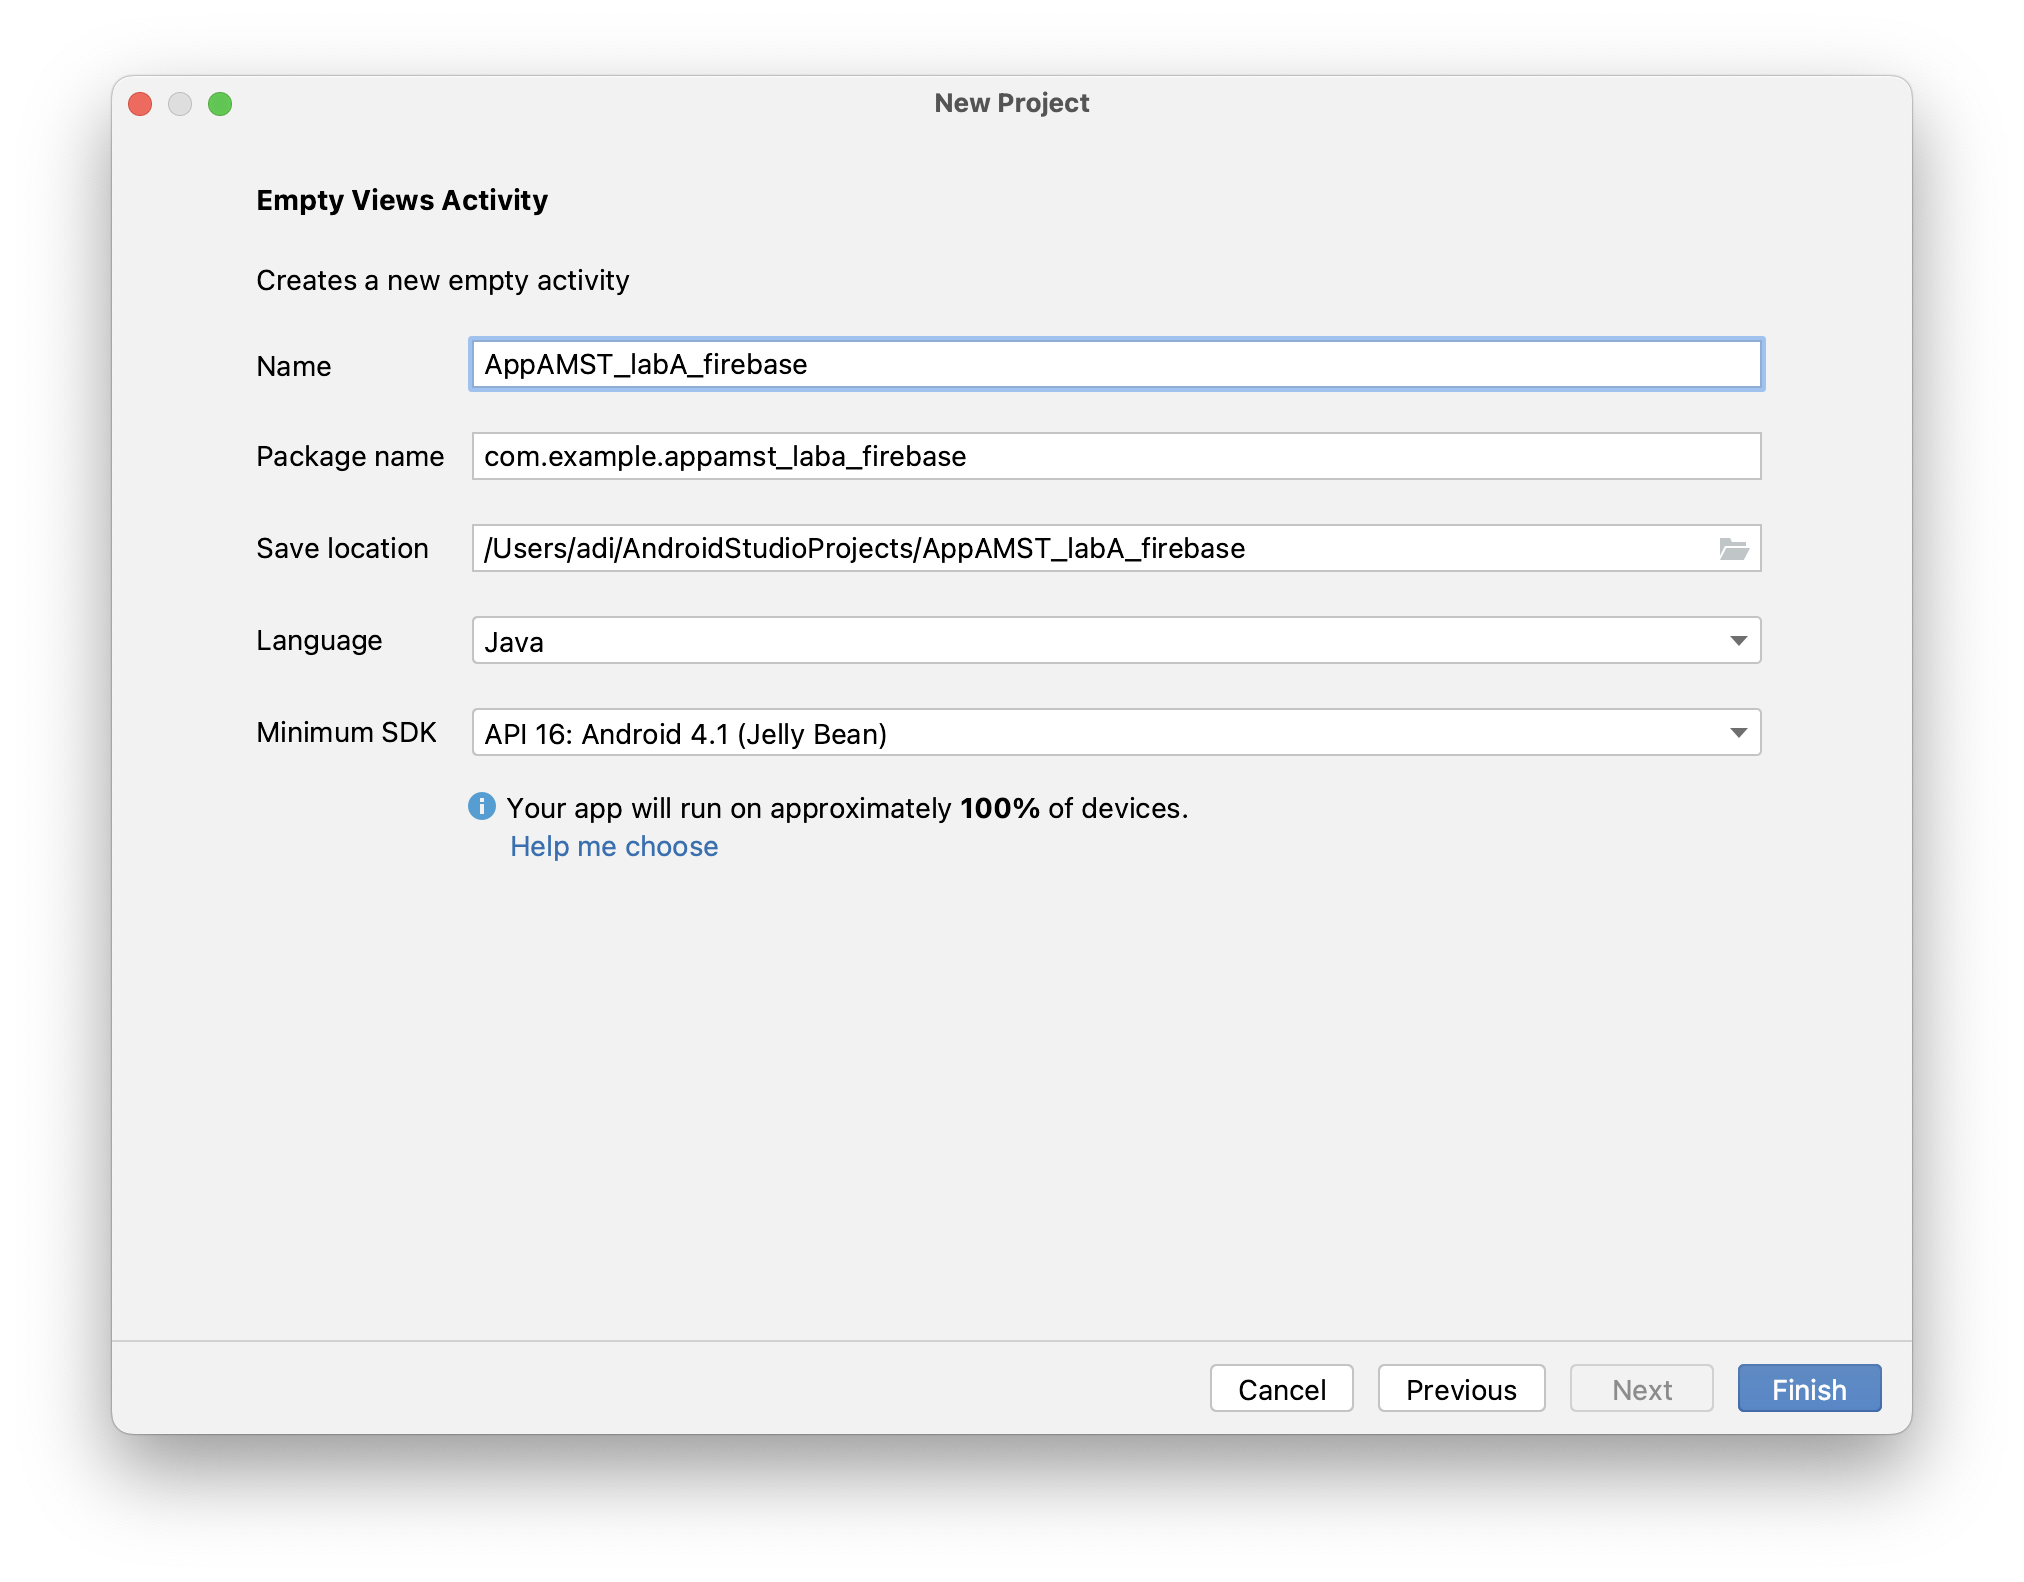 New Project
Empty Views Activity
Creates a new empty activity
Name AppAMST_labA_firebase
Package name com.example.appamst_laba_firebase
Save location /Users/adi/AndroidStudioProjects/AppAMST_labA_firebase
Language Java
Minimum SDK API 16: Android 4.1 (Jelly Bean)
Your app will run on approximately 100% of devices.
Help me choose
Cancel Previous Next Finish